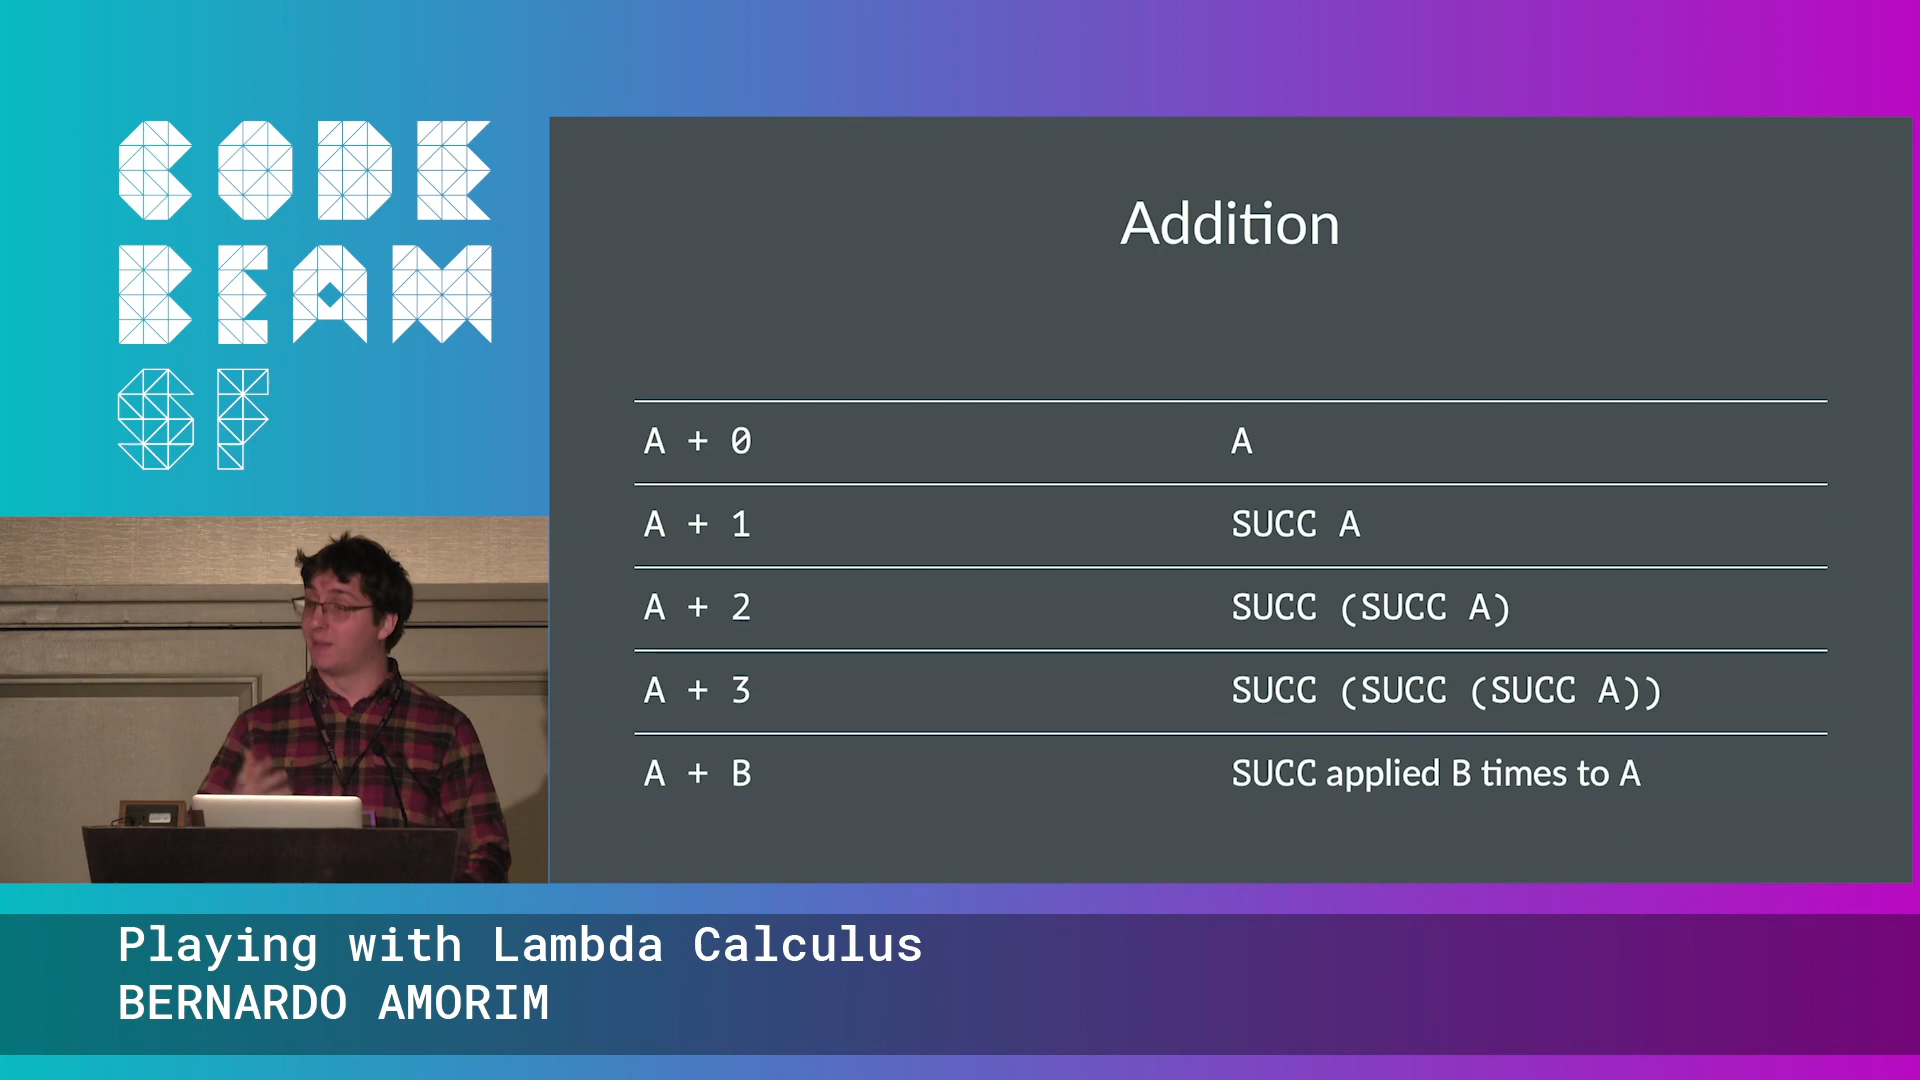 CODE
BEAM
SF
Addition
A + 0 A
A + 1 SUCC A
A + 2 SUCC (SUCC A)
A + 3 SUCC (SUCC (SUCC A))
A + B SUCC applied B times to A
Playing with Lambda Calculus
BERNARDO AMORIM